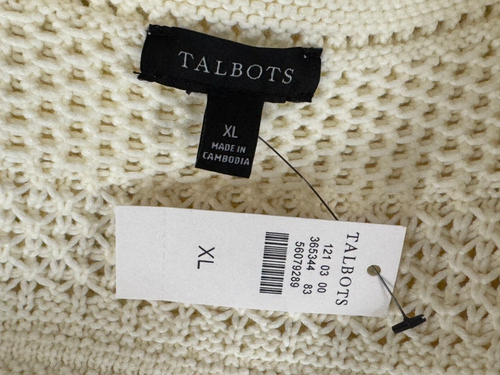 TALBOTS
XL
MADE IN
CAMBODIA
TALBOTS
121 03 00
365344 83
56079289
XL